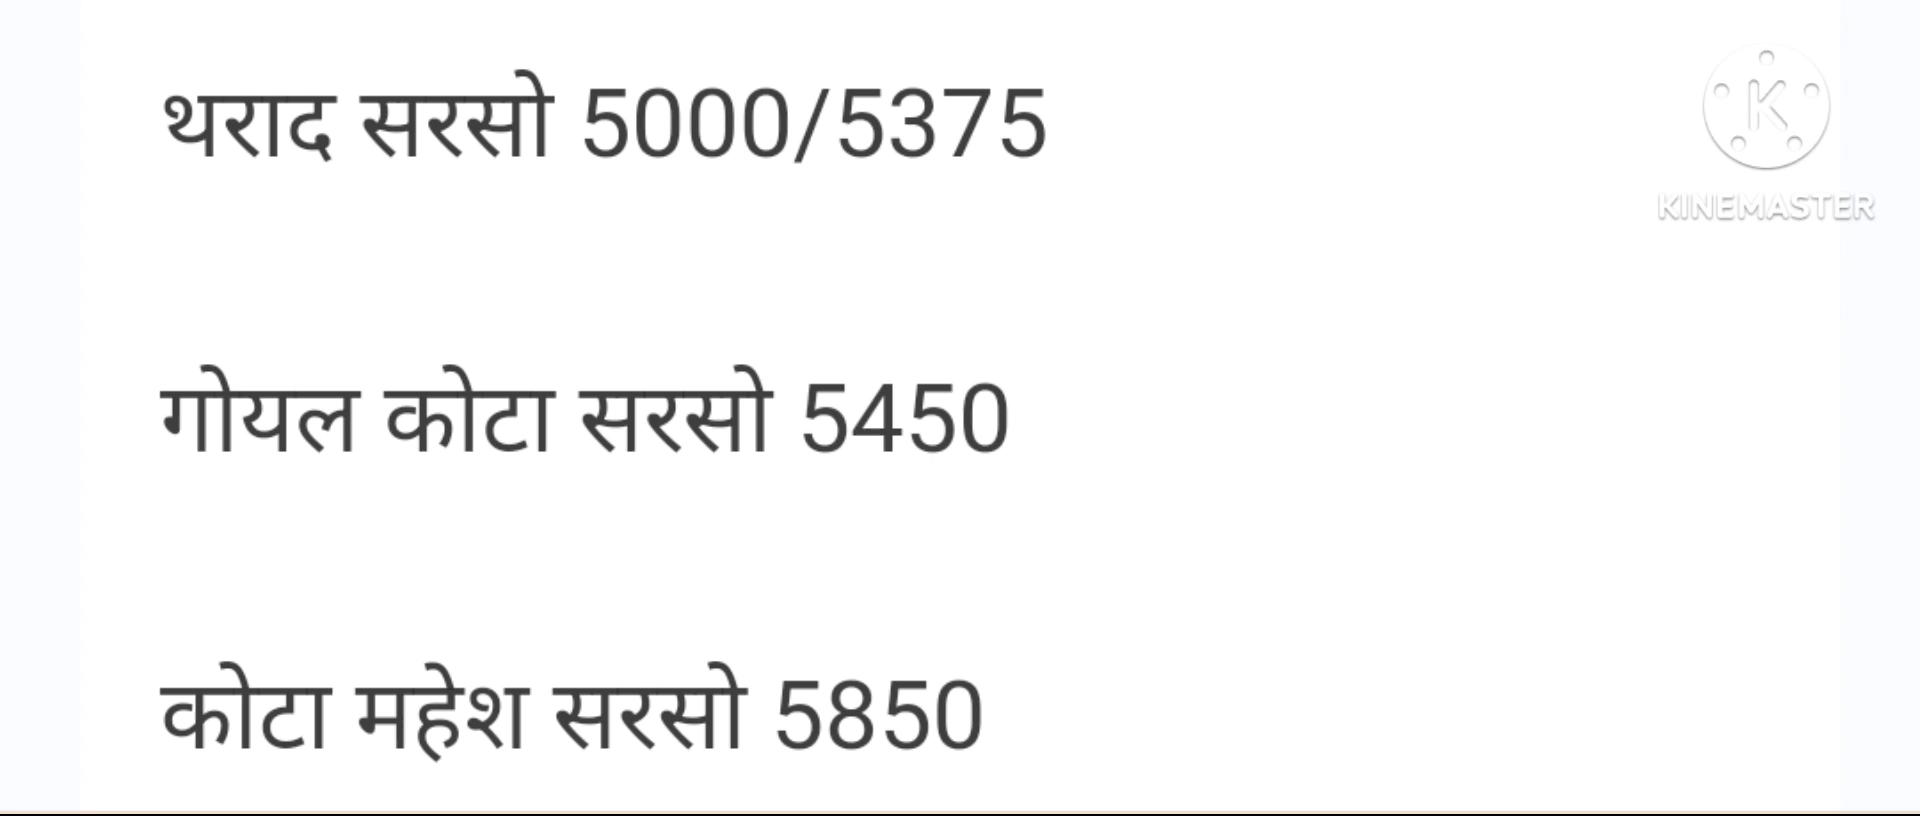 थराद सरसो 5000/5375
K
KINEMASTER
गोयल कोटा सरसो 5450
कोटा महेश सरसो 5850